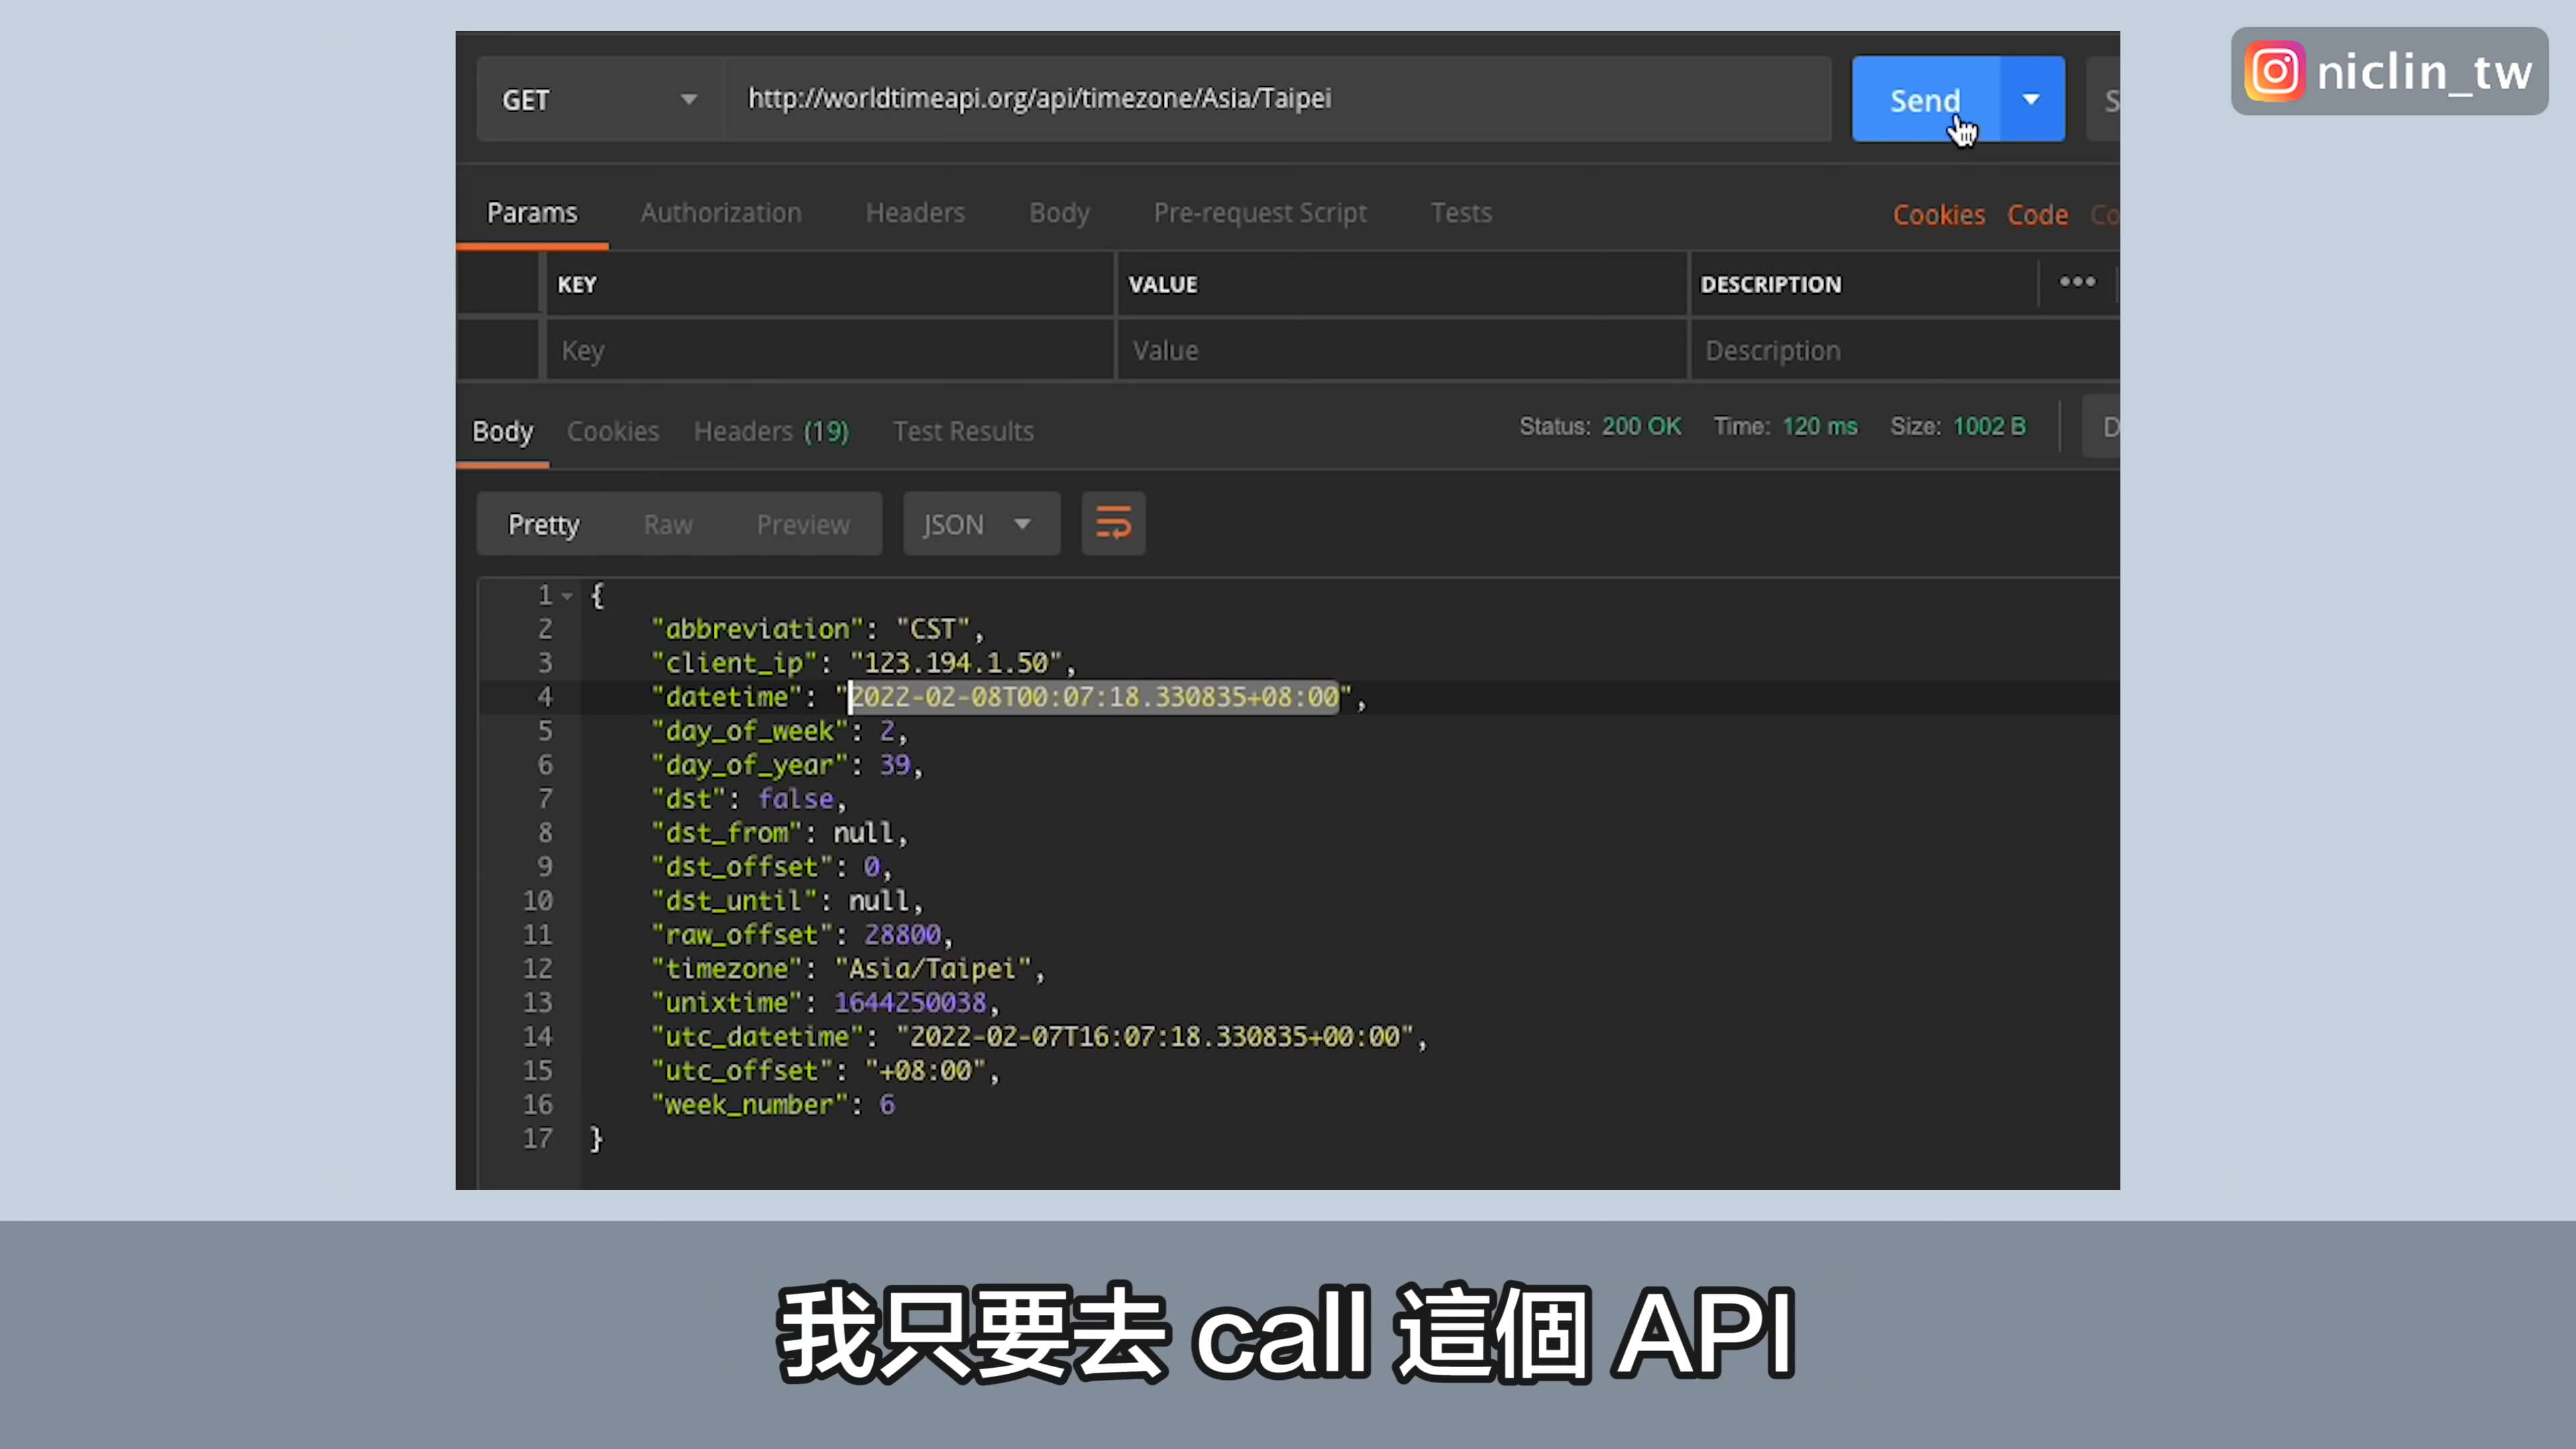 niclin_tw
GET http://worldtimeapi.org/api/timezone/Asia/Taipei Send S
Params Authorization Headers Body Pre-request Script Tests Cookies Code Co
KEY VALUE DESCRIPTION •••
Key Value Description
Body Cookies Headers (19) Test Results Status: 200 OK Time: 120 ms Size: 1002 B D
Pretty Raw Preview JSON
1 {
2 "abbreviation": "CST",
3 "client_ip": "123.194.1.50",
4 "datetime": "2022-02-08T00:07:18.330835+08:00",
5 "day_of_week": 2,
6 "day_of_year": 39,
7 "dst": false,
8 "dst_from": null,
9 "dst_offset": 0,
10 "dst_until": null,
11 "raw_offset": 28800,
12 "timezone": "Asia/Taipei",
13 "unixtime": 1644250038,
14 "utc_datetime": "2022-02-07T16:07:18.330835+00:00",
15 "utc_offset": "+08:00",
16 "week_number": 6
17 }
我只要去 call 這個 API